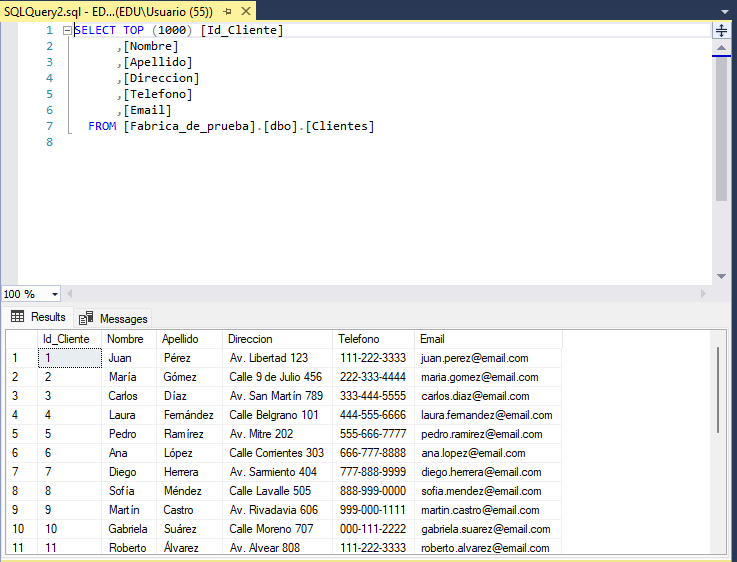 SQLQuery2.sql - ED...(EDU\Usuario (55))
1 SELECT TOP (1000) [Id_Cliente]
2 ,[Nombre]
3 ,[Apellido]
4 ,[Direccion]
5 ,[Telefono]
6 ,[Email]
7 FROM [Fabrica_de_prueba].[dbo].[Clientes]
8
100 %
Results Messages
Id_Cliente Nombre Apellido Direccion Telefono Email
1 1 Juan Pérez Av. Libertad 123 111-222-3333 juan.perez@email.com
2 2 María Gómez Calle 9 de Julio 456 222-333-4444 maria.gomez@email.com
3 3 Carlos Díaz Av. San Martín 789 333-444-5555 carlos.diaz@email.com
4 4 Laura Fernández Calle Belgrano 101 444-555-6666 laura.fernandez@email.com
5 5 Pedro Ramírez Av. Mitre 202 555-666-7777 pedro.ramirez@email.com
6 6 Ana López Calle Corrientes 303 666-777-8888 ana.lopez@email.com
7 7 Diego Herrera Av. Sarmiento 404 777-888-9999 diego.herrera@email.com
8 8 Sofía Méndez Calle Lavalle 505 888-999-0000 sofia.mendez@email.com
9 9 Martín Castro Av. Rivadavia 606 999-000-1111 martin.castro@email.com
10 10 Gabriela Suárez Calle Moreno 707 000-111-2222 gabriela.suarez@email.com
11 11 Roberto Álvarez Av. Alvear 808 111-222-3333 roberto.alvarez@email.com